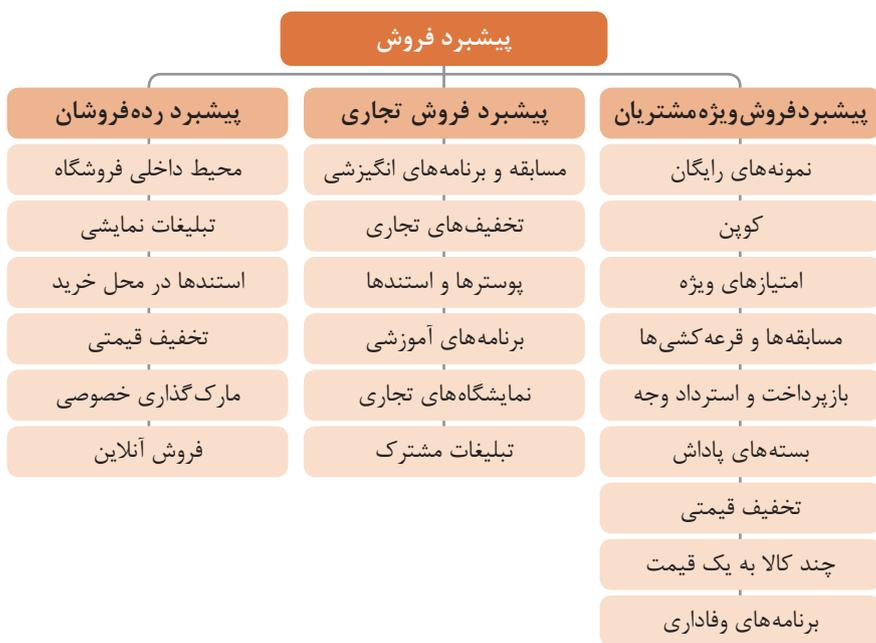 پیشبرد فروش
پیشبردفروش‌ویژه‌مشتریان
نمونه‌های رایگان
کوپن
امتیازهای ویژه
مسابقه‌ها و قرعه‌کشی‌ها
بازپرداخت و استرداد وجه
بسته‌های پاداش
تخفیف قیمتی
چند کالا به یک قیمت
برنامه‌های وفاداری
پیشبرد فروش تجاری
مسابقه و برنامه‌های انگیزشی
تخفیف‌های تجاری
پوسترها و استندها
برنامه‌های آموزشی
نمایشگاه‌های تجاری
تبلیغات مشترک
پیشبرد رده‌فروشان
محیط داخلی فروشگاه
تبلیغات نمایشی
استندها در محل خرید
تخفیف قیمتی
مارک‌گذاری خصوصی
فروش آنلاین